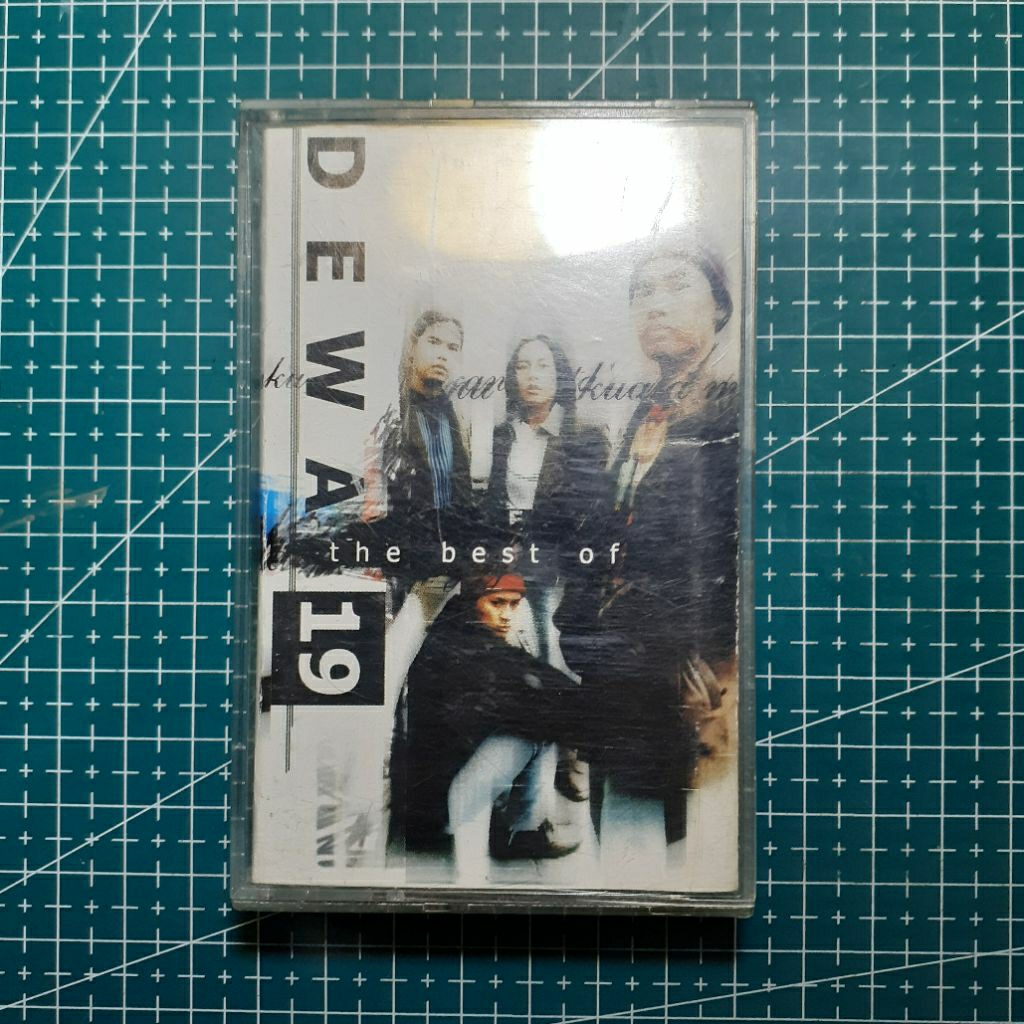 DEWA
19
the best of